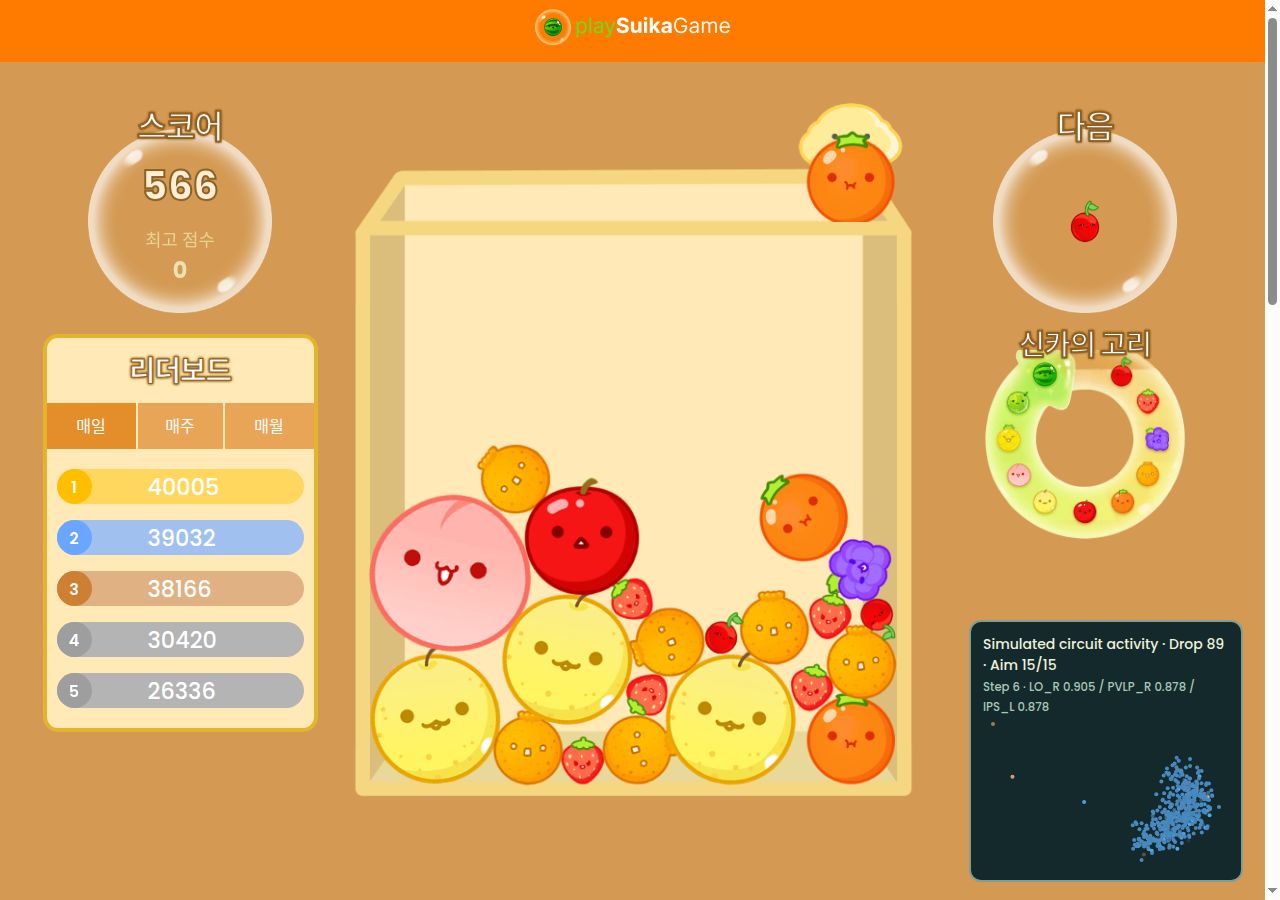 playSuikaGame
스코어
566
최고 점수
0
리더보드
매일 매주 매월
1 40005
2 39032
3 38166
4 30420
5 26336
다음
신카의 고리
Simulated circuit activity · Drop 89
· Aim 15/15
Step 6 · LO_R 0.905 / PVLP_R 0.878 /
IPS_L 0.878